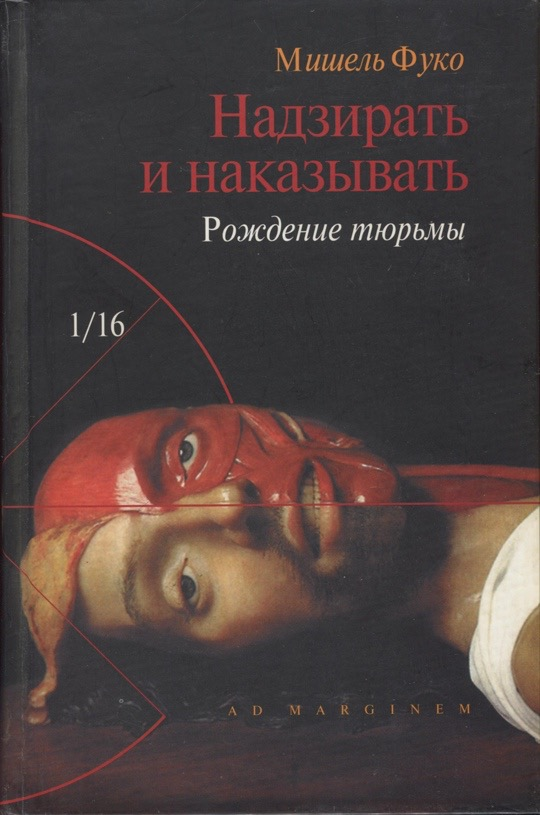 Мишель Фуко
Надзирать
и наказывать
Рождение тюрьмы
1/16
AD MARGINEM